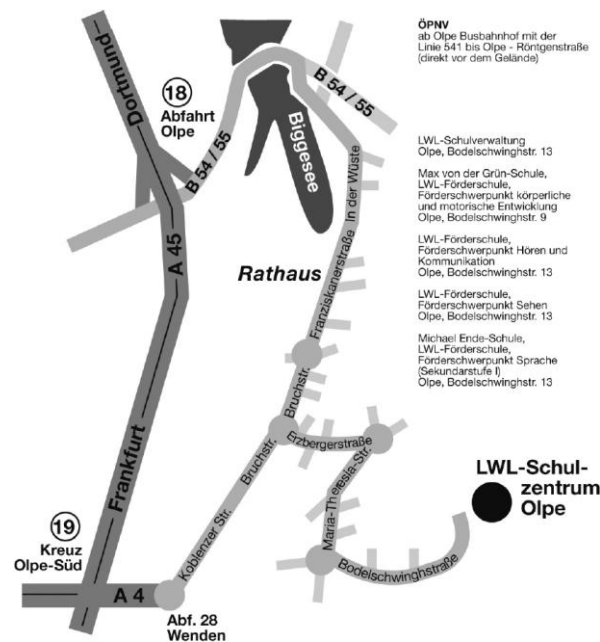 Dortmund
18
Abfahrt
Olpe
B 54 / 55
B 54 / 55
Biggesee
In der Wüste
Franziskanerstraße
A 45
Rathaus
Bruchstr.
Erzbergerstraße
Bruchstr.
Maria-Theresia-Str.
Koblenzer Str.
Frankfurt
Bodelschwinghstraße
19
Kreuz
Olpe-Süd
A 4
Abf. 28
Wenden
LWL-Schul-
zentrum
Olpe
ÖPNV
ab Olpe Busbahnhof mit der
Linie 541 bis Olpe - Röntgenstraße
(direkt vor dem Gelände)
LWL-Schulverwaltung
Olpe, Bodelschwinghstr. 13
Max von der Grün-Schule,
LWL-Förderschule,
Förderschwerpunkt körperliche
und motorische Entwicklung
Olpe, Bodelschwinghstr. 9
LWL-Förderschule,
Förderschwerpunkt Hören und
Kommunikation
Olpe, Bodelschwinghstr. 13
LWL-Förderschule,
Förderschwerpunkt Sehen
Olpe, Bodelschwinghstr. 13
Michael Ende-Schule,
LWL-Förderschule,
Förderschwerpunkt Sprache
(Sekundarstufe I)
Olpe, Bodelschwinghstr. 13